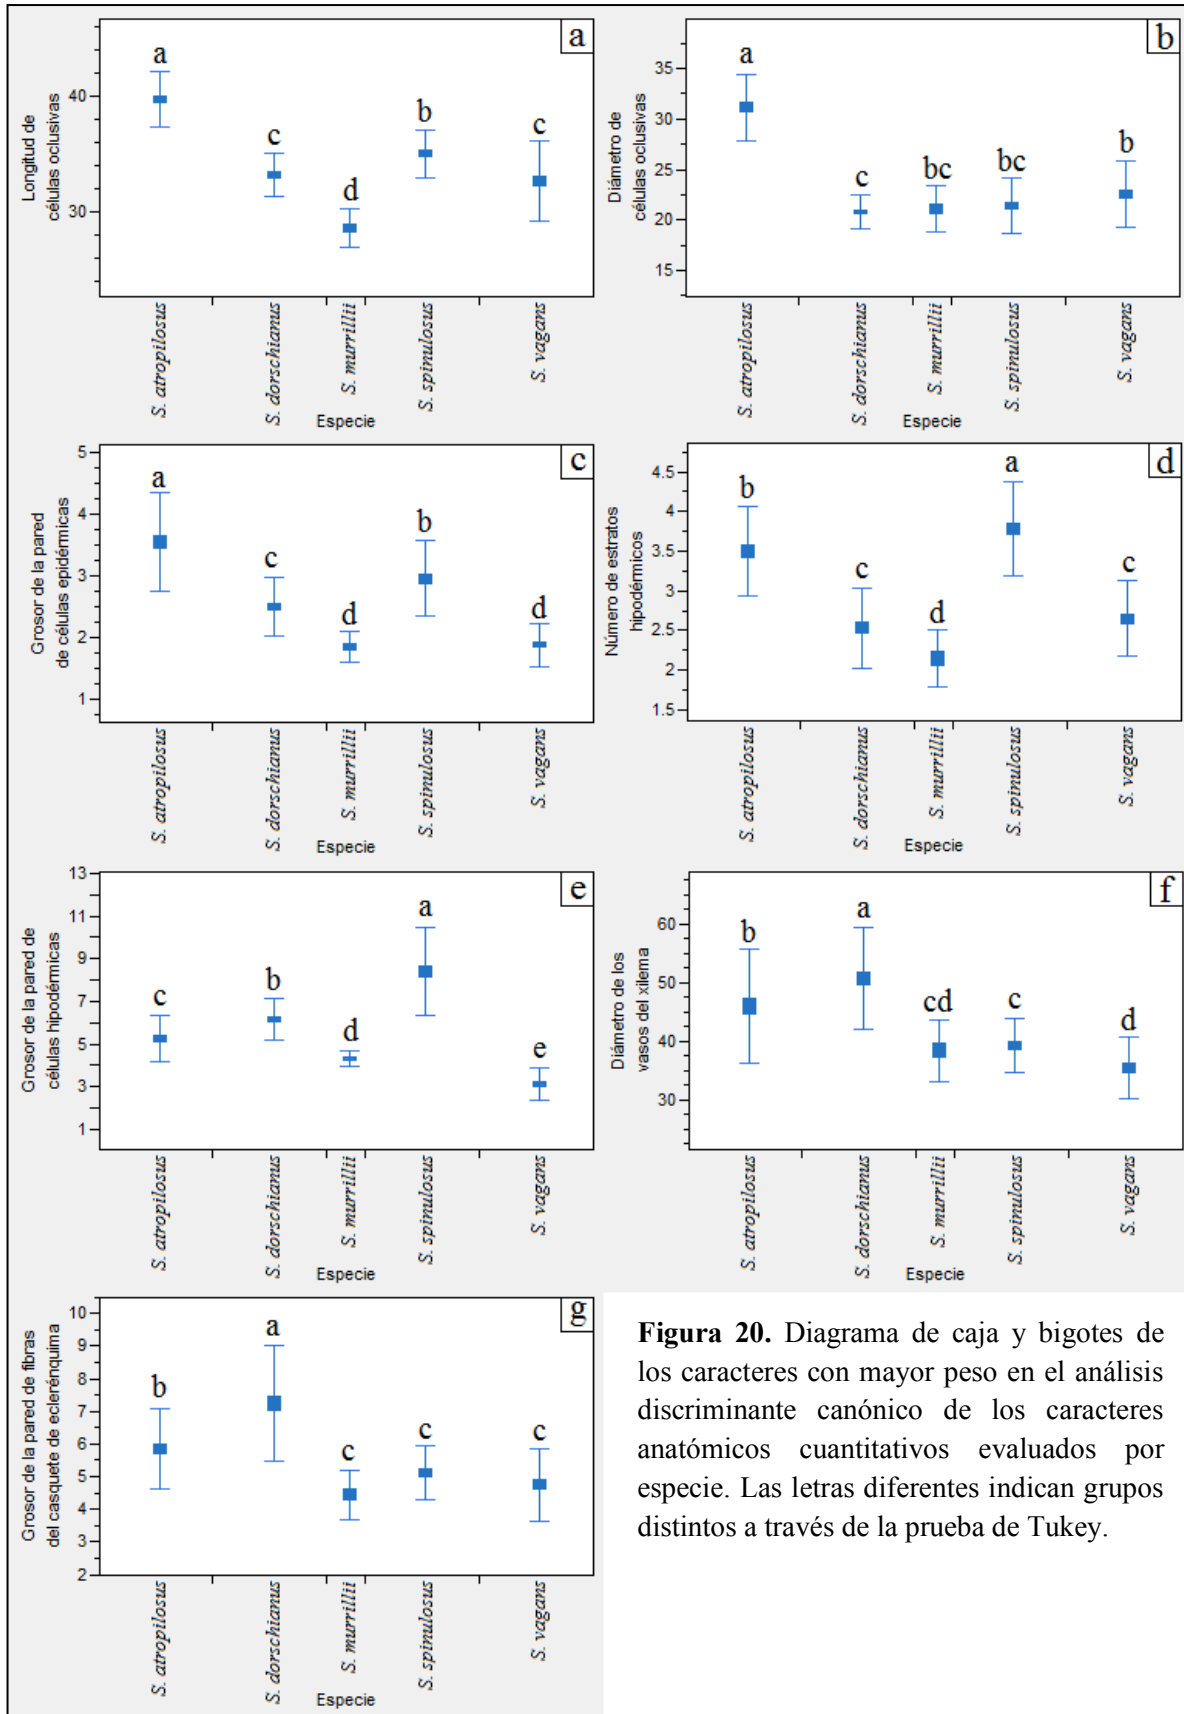 a
Longitud de
células oclusivas
40
30
a
c
d
b
c
S. atropilosus
S. dorschianus
S. murrillii
S. spinulosus
S. vagans
Especie
b
Diámetro de
células oclusivas
35
30
25
20
15
a
c
bc
bc
b
S. atropilosus
S. dorschianus
S. murrillii
S. spinulosus
S. vagans
Especie
c
Grosor de la pared
de células epidérmicas
5
4
3
2
1
a
c
d
b
d
S. atropilosus
S. dorschianus
S. murrillii
S. spinulosus
S. vagans
Especie
d
Número de estratos
hipodérmicos
4.5
4
3.5
3
2.5
2
1.5
b
c
d
a
c
S. atropilosus
S. dorschianus
S. murrillii
S. spinulosus
S. vagans
Especie
e
Grosor de la pared de
células hipodérmicas
13
11
9
7
5
3
1
c
b
d
a
e
S. atropilosus
S. dorschianus
S. murrillii
S. spinulosus
S. vagans
Especie
f
Diámetro de los
vasos del xilema
60
50
40
30
b
a
cd
c
d
S. atropilosus
S. dorschianus
S. murrillii
S. spinulosus
S. vagans
Especie
g
Grosor de la pared de fibras
del casquete de eclerénquima
10
9
8
7
6
5
4
3
2
b
a
c
c
c
S. atropilosus
S. dorschianus
S. murrillii
S. spinulosus
S. vagans
Especie
Figura 20. Diagrama de caja y bigotes de
los caracteres con mayor peso en el análisis
discriminante canónico de los caracteres
anatómicos cuantitativos evaluados por
especie. Las letras diferentes indican grupos
distintos a través de la prueba de Tukey.